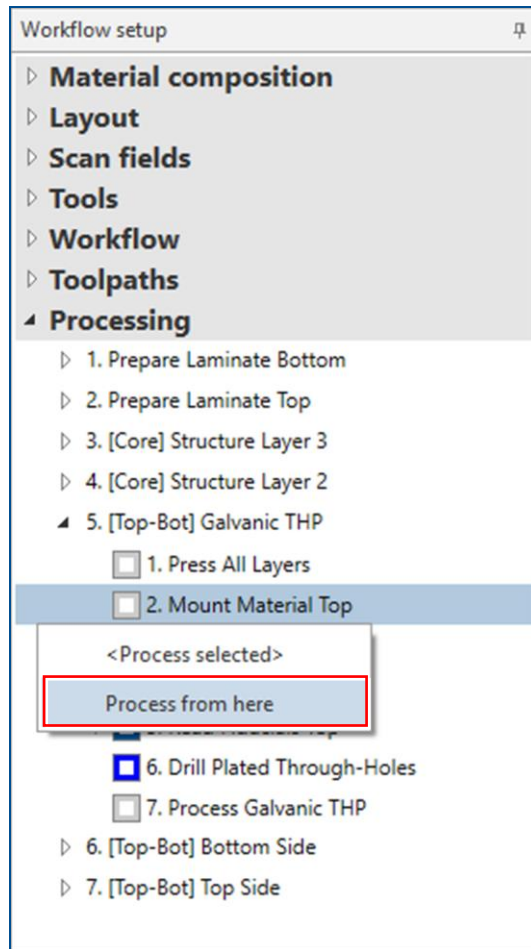 Workflow setup
Material composition
Layout
Scan fields
Tools
Workflow
Toolpaths
Processing
1. Prepare Laminate Bottom
2. Prepare Laminate Top
3. [Core] Structure Layer 3
4. [Core] Structure Layer 2
5. [Top-Bot] Galvanic THP
1. Press All Layers
2. Mount Material Top
<Process selected>
Process from here
6. Drill Plated Through-Holes
7. Process Galvanic THP
6. [Top-Bot] Bottom Side
7. [Top-Bot] Top Side